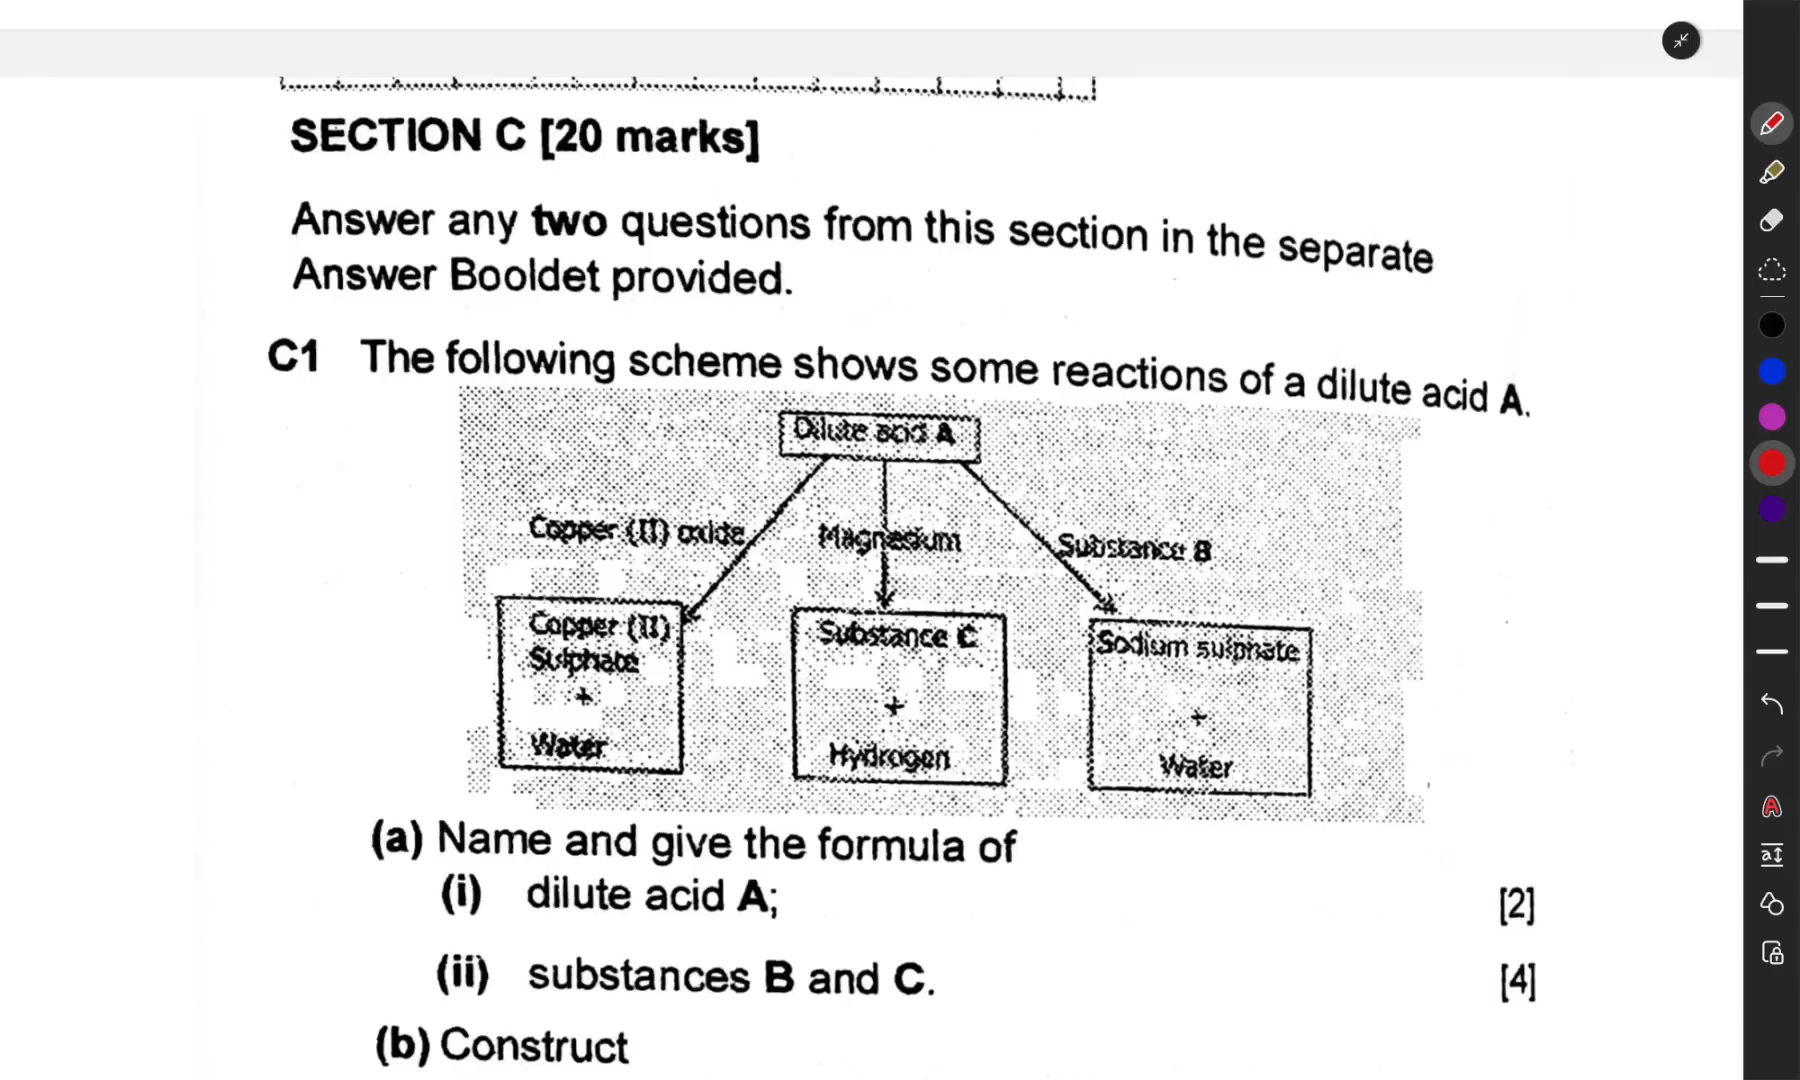 SECTION C [20 marks]
Answer any two questions from this section in the separate
Answer Booldet provided.
C1 The following scheme shows some reactions of a dilute acid A.
Dilute acid A
Copper (II) oxide
Magnesium
Substance B
Copper (II)
Sulphate
+
Water
Substance C
+
Hydrogen
Sodium sulphate
+
Water
(a) Name and give the formula of
(i) dilute acid A; [2]
(ii) substances B and C. [4]
(b) Construct